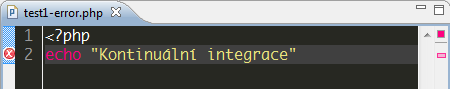 test1-error.php
1 <?php
2 echo "Kontinuální integrace"